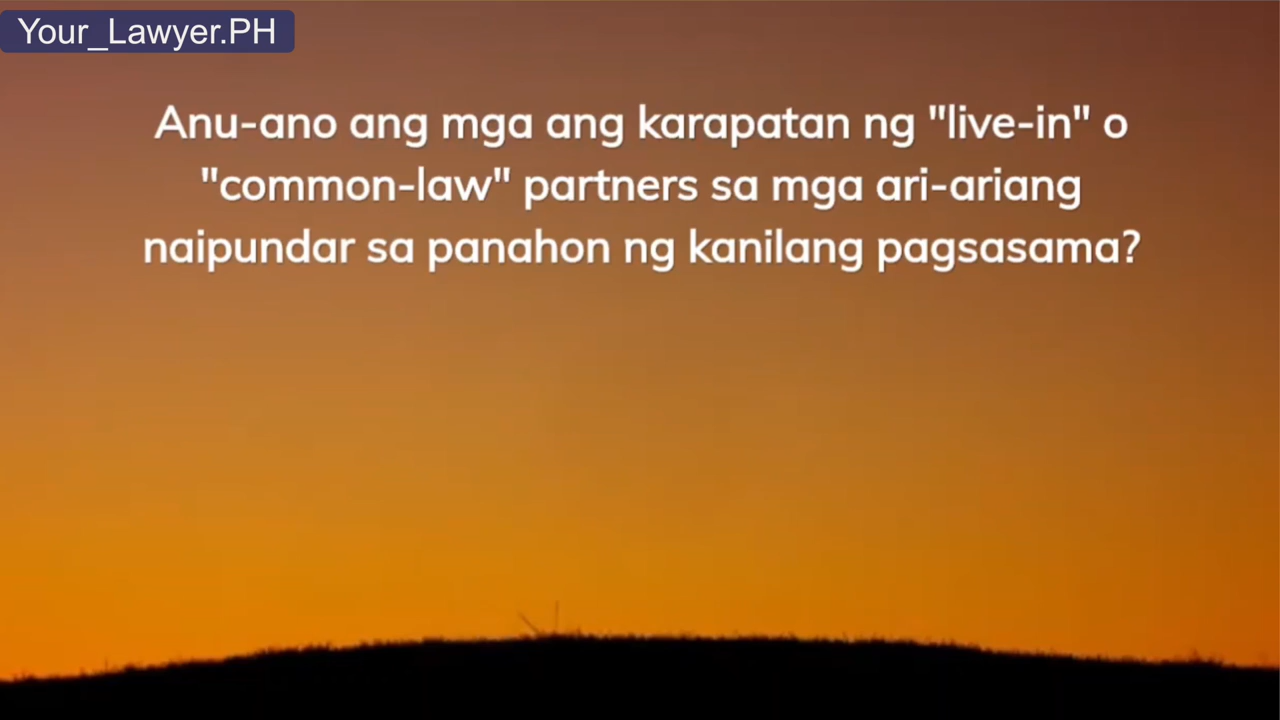 Your_Lawyer.PH
Anu-ano ang mga ang karapatan ng "live-in" o
"common-law" partners sa mga ari-ariang
naipundar sa panahon ng kanilang pagsasama?